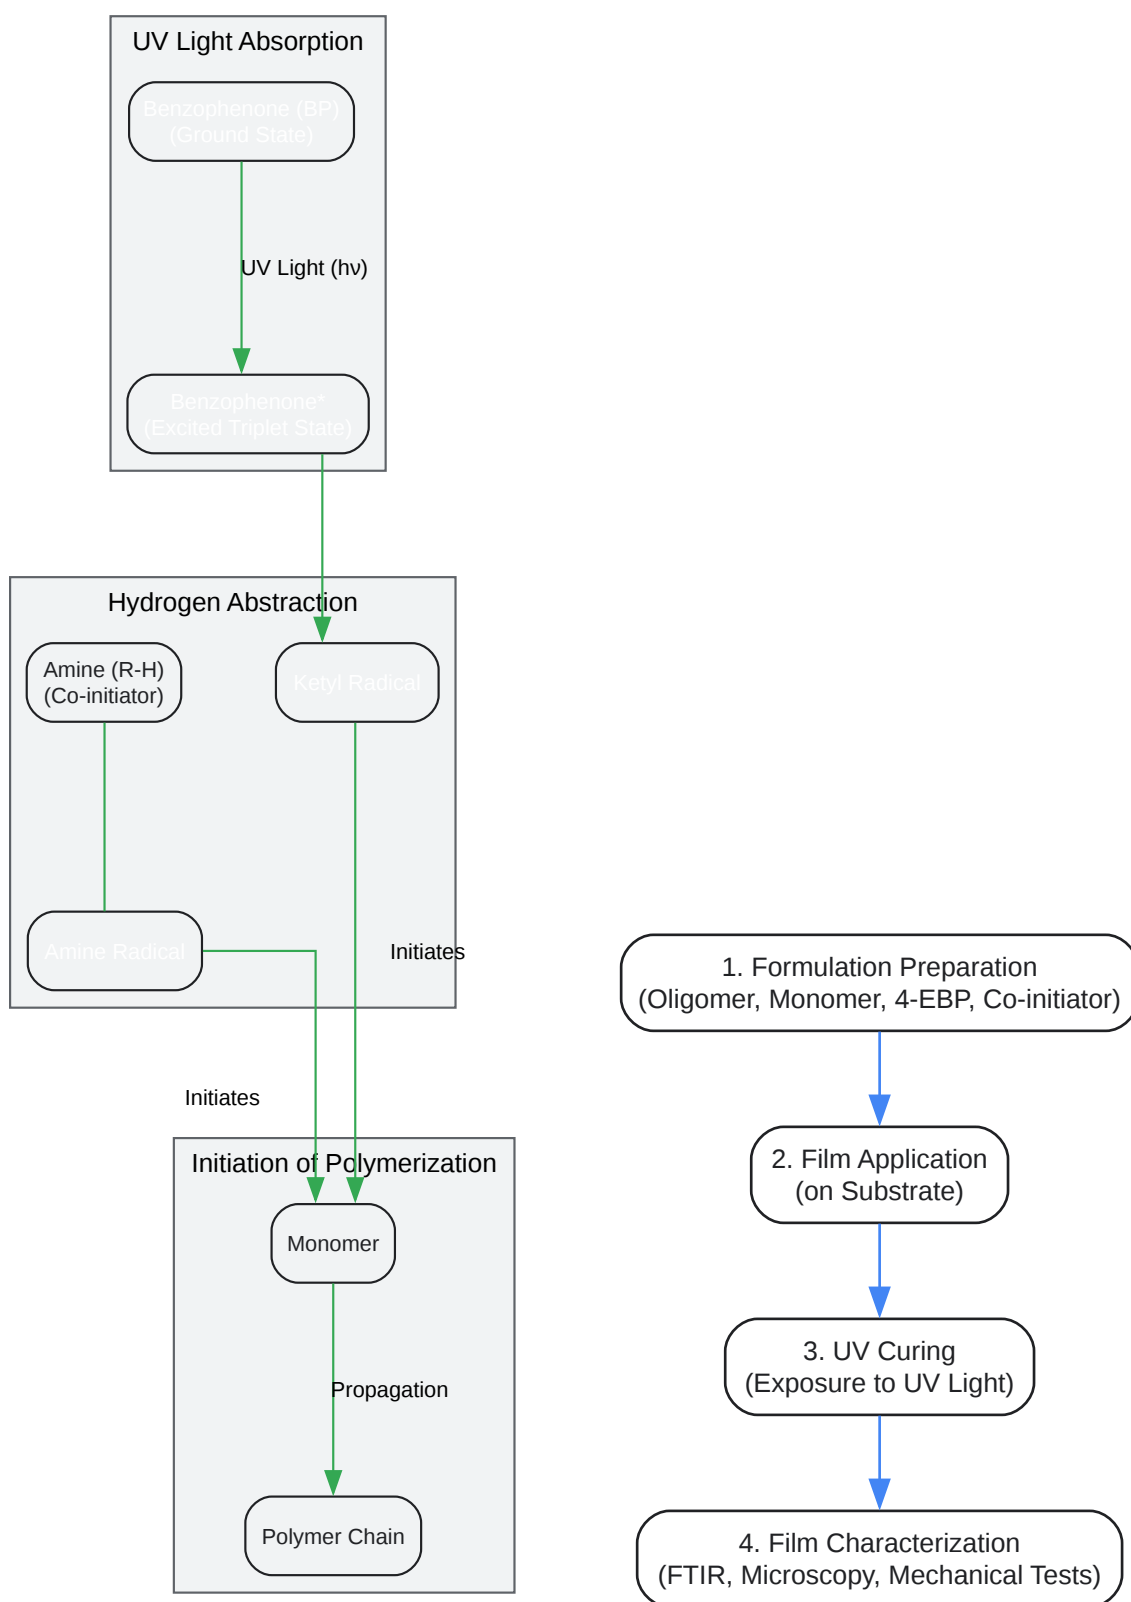 UV Light Absorption
Benzophenone (BP)
(Ground State)
UV Light (hν)
Benzophenone*
(Excited Triplet State)
Hydrogen Abstraction
Amine (R-H)
(Co-initiator)
Ketyl Radical
Amine Radical
Initiates
Initiates
Initiation of Polymerization
Monomer
Propagation
Polymer Chain
1. Formulation Preparation
(Oligomer, Monomer, 4-EBP, Co-initiator)
2. Film Application
(on Substrate)
3. UV Curing
(Exposure to UV Light)
4. Film Characterization
(FTIR, Microscopy, Mechanical Tests)